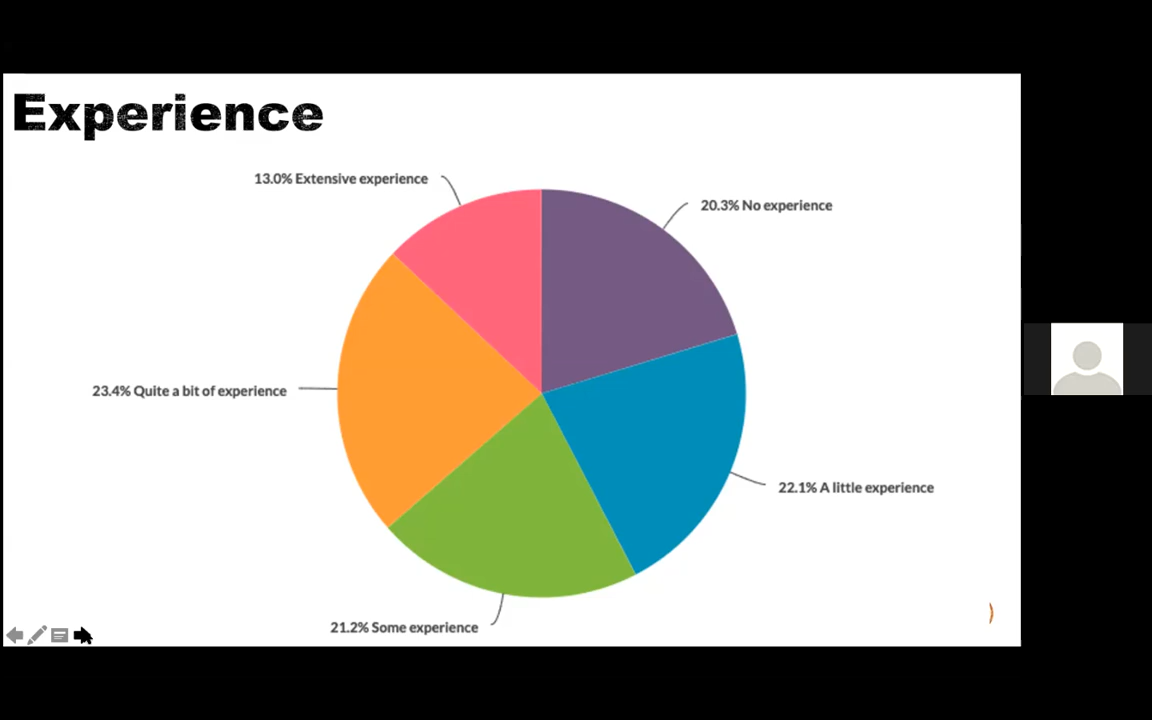 Experience
13.0% Extensive experience
20.3% No experience
23.4% Quite a bit of experience
22.1% A little experience
21.2% Some experience